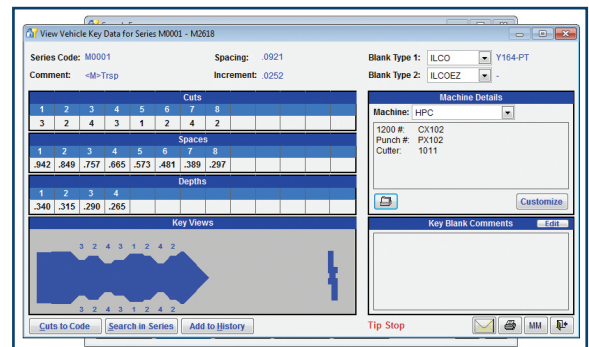 View Vehicle Key Data for Series M0001 - M2618
Series Code: M0001 Spacing: .0921 Blank Type 1: ILCO Y164-PT
Comment: <M>Trsp Increment: .0252 Blank Type 2: ILCOEZ -
Cuts
1 2 3 4 5 6 7 8
3 2 4 3 1 2 4 2
Spaces
1 2 3 4 5 6 7 8
.942 .849 .757 .665 .573 .481 .389 .297
Depths
1 2 3 4
.340 .315 .290 .265
Key Views
3 2 4 3 1 2 4 2
3 2 4 3 1 2 4 2
Machine Details
Machine: HPC
1200 #: CX102
Punch #: PX102
Cutter: 1011
Customize
Key Blank Comments Edit
Cuts to Code Search in Series Add to History Tip Stop MM